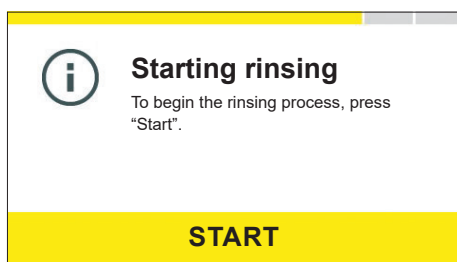 Starting rinsing
To begin the rinsing process, press
“Start”.
START